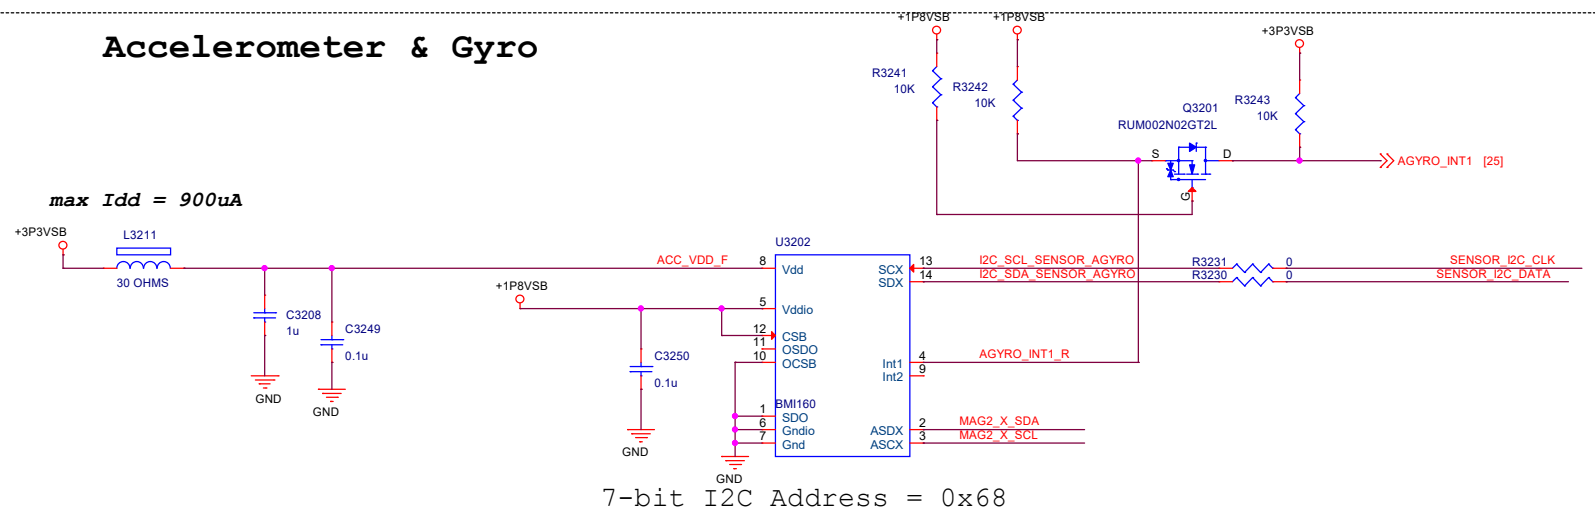 +1P8VSB
+1P8VSB
+3P3VSB
Accelerometer & Gyro
R3241
10K
R3242
10K
R3243
10K
Q3201
RUM002N02GT2L
S
D
G
AGYRO_INT1 [25]
max Idd = 900uA
+3P3VSB
L3211
30 OHMS
ACC_VDD_F
C3208
1u
C3249
0.1u
GND
GND
+1P8VSB
C3250
0.1u
GND
U3202
8 Vdd
5 Vddio
12 CSB
11 OSDO
10 OCSB
BMI160
1 SDO
6 Gndio
7 Gnd
GND
SCX 13 I2C_SCL_SENSOR_AGYRO R3231 0 SENSOR_I2C_CLK
SDX 14 I2C_SDA_SENSOR_AGYRO R3230 0 SENSOR_I2C_DATA
Int1 4 AGYRO_INT1_R
Int2 9
ASDX 2 MAG2_X_SDA
ASCX 3 MAG2_X_SCL
7-bit I2C Address = 0x68